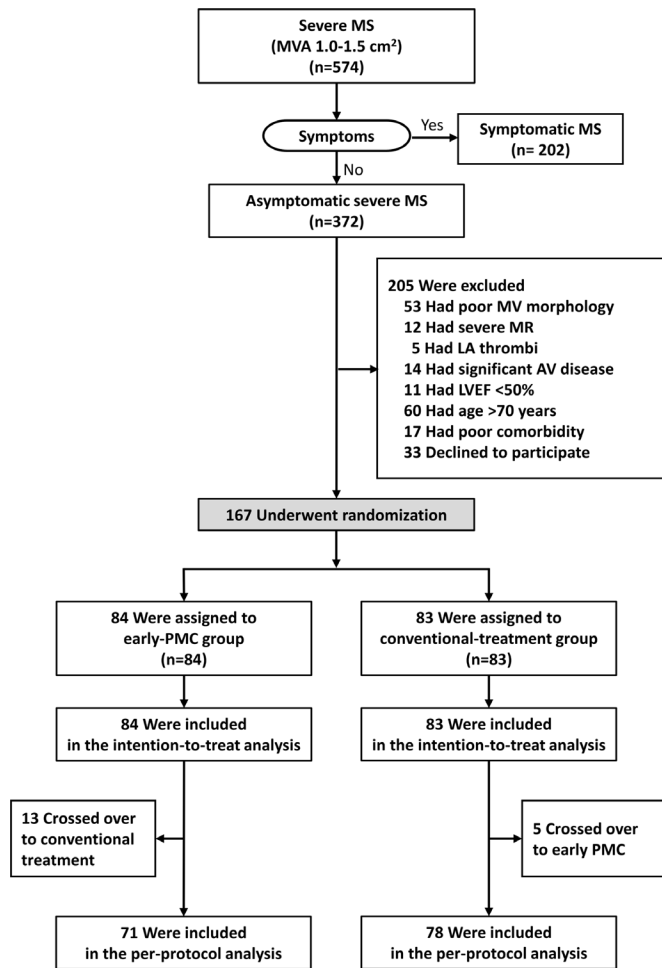 Severe MS
(MVA 1.0-1.5 cm²)
(n=574)
Symptoms
Yes
Symptomatic MS
(n= 202)
No
Asymptomatic severe MS
(n=372)
205 Were excluded
53 Had poor MV morphology
12 Had severe MR
5 Had LA thrombi
14 Had significant AV disease
11 Had LVEF <50%
60 Had age >70 years
17 Had poor comorbidity
33 Declined to participate
167 Underwent randomization
84 Were assigned to
early-PMC group
(n=84)
83 Were assigned to
conventional-treatment group
(n=83)
84 Were included
in the intention-to-treat analysis
83 Were included
in the intention-to-treat analysis
13 Crossed over
to conventional
treatment
5 Crossed over
to early PMC
71 Were included
in the per-protocol analysis
78 Were included
in the per-protocol analysis